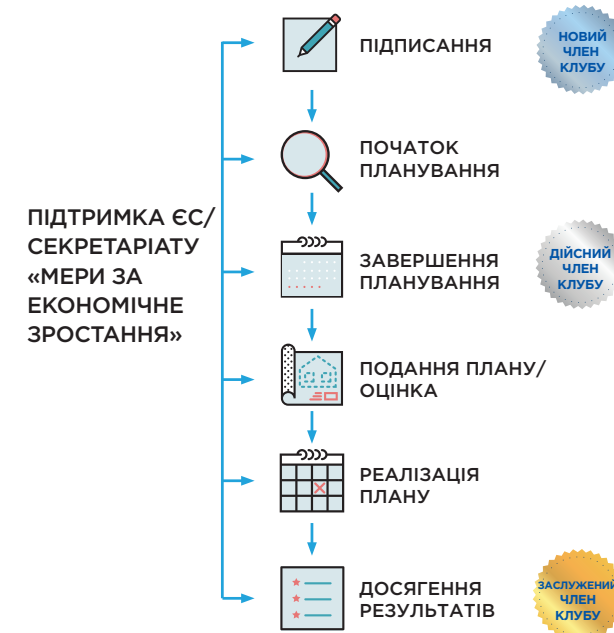 ПІДПИСАННЯ
НОВИЙ
ЧЛЕН
КЛУБУ
ПОЧАТОК
ПЛАНУВАННЯ
ПІДТРИМКА ЄС/
СЕКРЕТАРІАТУ
«МЕРИ ЗА
ЕКОНОМІЧНЕ
ЗРОСТАННЯ»
ЗАВЕРШЕННЯ
ПЛАНУВАННЯ
ДІЙСНИЙ
ЧЛЕН
КЛУБУ
ПОДАННЯ ПЛАНУ/
ОЦІНКА
РЕАЛІЗАЦІЯ
ПЛАНУ
ДОСЯГЕННЯ
РЕЗУЛЬТАТІВ
ЗАСЛУЖЕНИЙ
ЧЛЕН
КЛУБУ